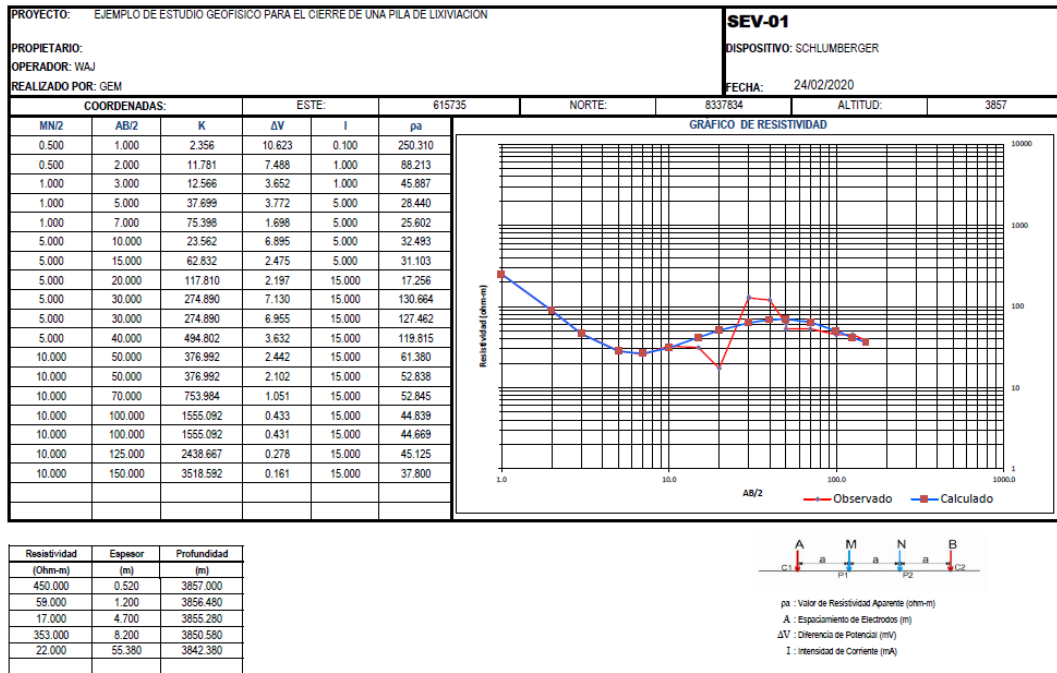 PROYECTO: EJEMPLO DE ESTUDIO GEOFISICO PARA EL CIERRE DE UNA PILA DE LIXIVIACION
PROPIETARIO:
OPERADOR: WAJ
REALIZADO POR: GEM
SEV-01
DISPOSITIVO: SCHLUMBERGER
FECHA: 24/02/2020
COORDENADAS: ESTE: 615735 NORTE: 8337834 ALTITUD: 3857
MN/2 AB/2 K ΔV I ρa
0.500 1.000 2.356 10.623 0.100 250.310
0.500 2.000 11.781 7.488 1.000 88.213
1.000 3.000 12.566 3.652 1.000 45.887
1.000 5.000 37.699 3.772 5.000 28.440
1.000 7.000 75.398 1.698 5.000 25.602
5.000 10.000 23.562 6.895 5.000 32.493
5.000 15.000 62.832 2.475 5.000 31.103
5.000 20.000 117.810 2.197 15.000 17.256
5.000 30.000 274.890 7.130 15.000 130.664
5.000 30.000 274.890 6.955 15.000 127.462
5.000 40.000 494.802 3.632 15.000 119.815
10.000 50.000 376.992 2.442 15.000 61.380
10.000 50.000 376.992 2.102 15.000 52.838
10.000 70.000 753.984 1.051 15.000 52.845
10.000 100.000 1555.092 0.433 15.000 44.839
10.000 100.000 1555.092 0.431 15.000 44.669
10.000 125.000 2438.667 0.278 15.000 45.125
10.000 150.000 3518.592 0.161 15.000 37.800
GRÁFICO DE RESISTIVIDAD
Resistividad (ohm-m)
10000
1000
100
10
1
1.0 10.0 100.0 1000.0
AB/2
Observado Calculado
Resistividad Espesor Profundidad
(Ohm-m) (m) (m)
450.000 0.520 3857.000
59.000 1.200 3856.480
17.000 4.700 3855.280
353.000 8.200 3850.580
22.000 55.380 3842.380
A M N B
a a a
C1 P1 P2 C2
ρa : Valor de Resistividad Aparente (ohm-m)
A : Espaciamiento de Electrodos (m)
ΔV : Diferencia de Potencial (mV)
I : Intensidad de Corriente (mA)